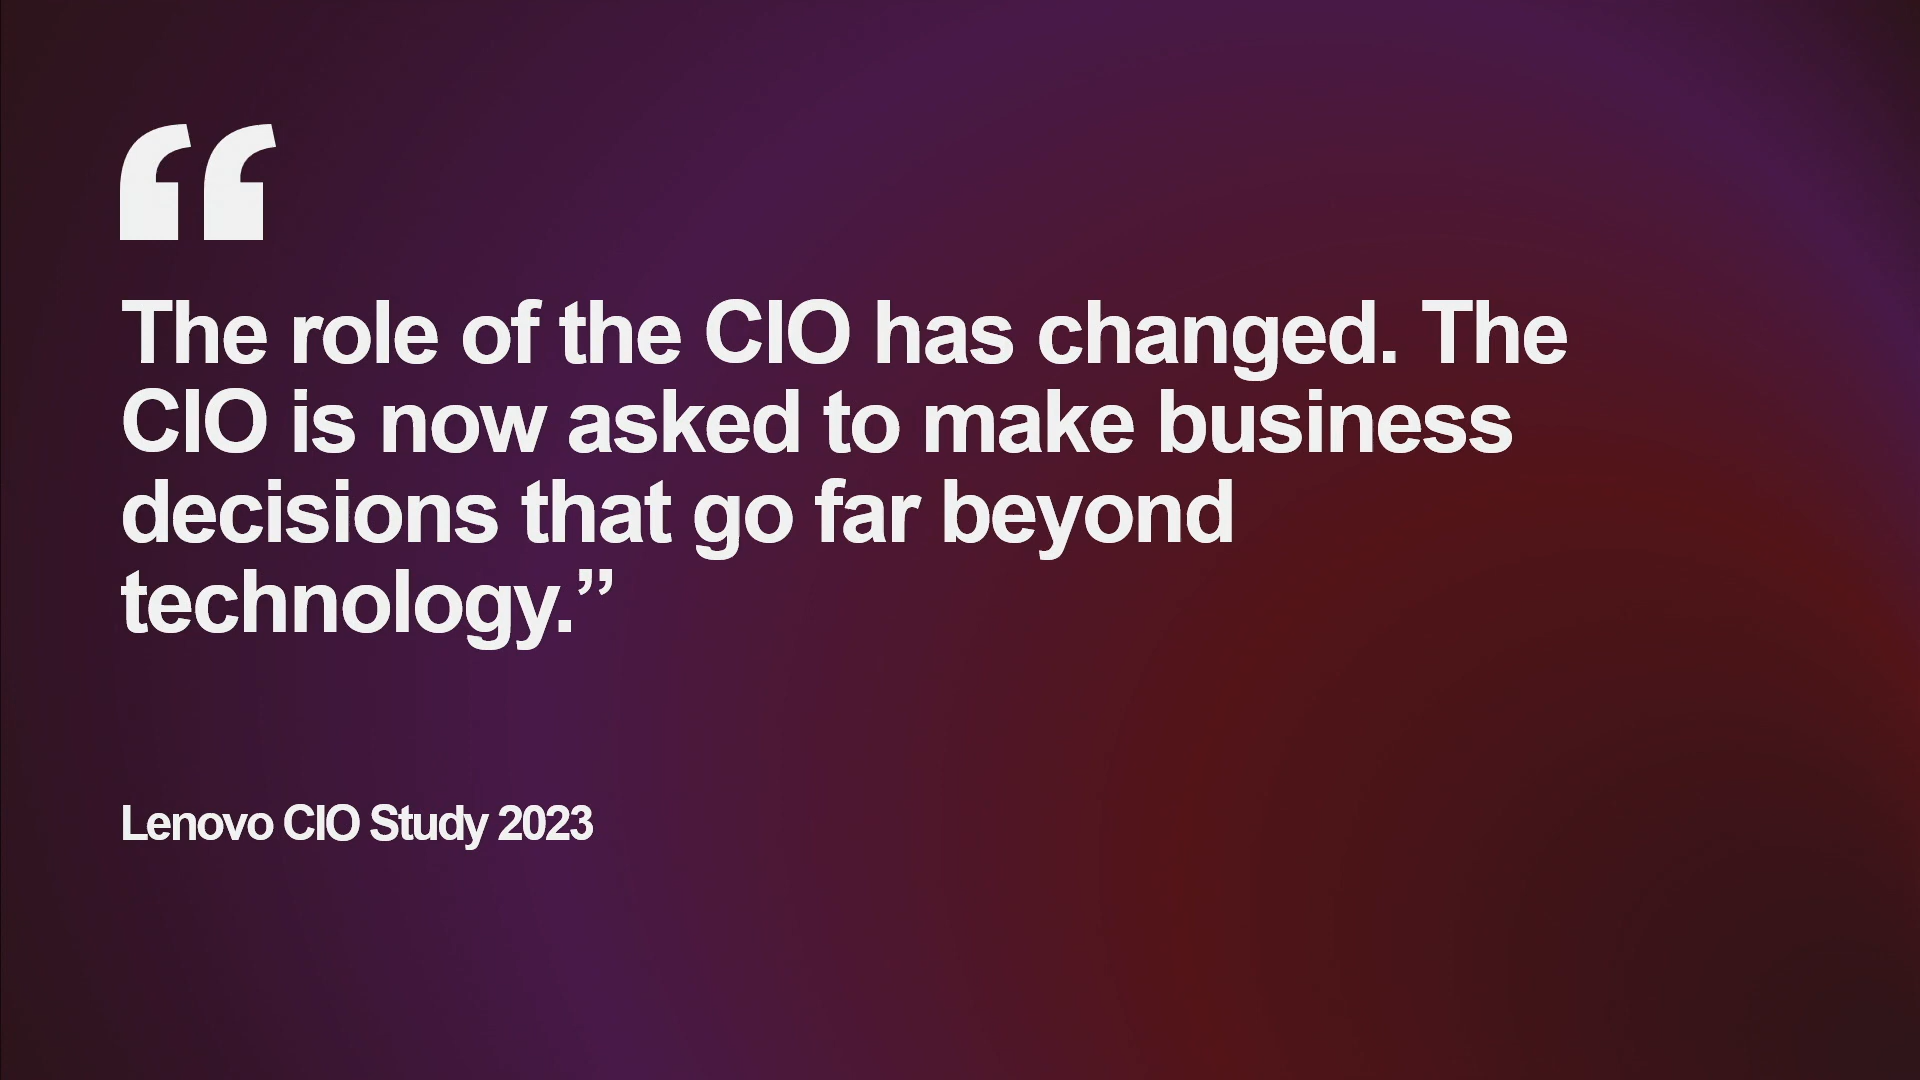 “
The role of the CIO has changed. The
CIO is now asked to make business
decisions that go far beyond
technology.”
Lenovo CIO Study 2023